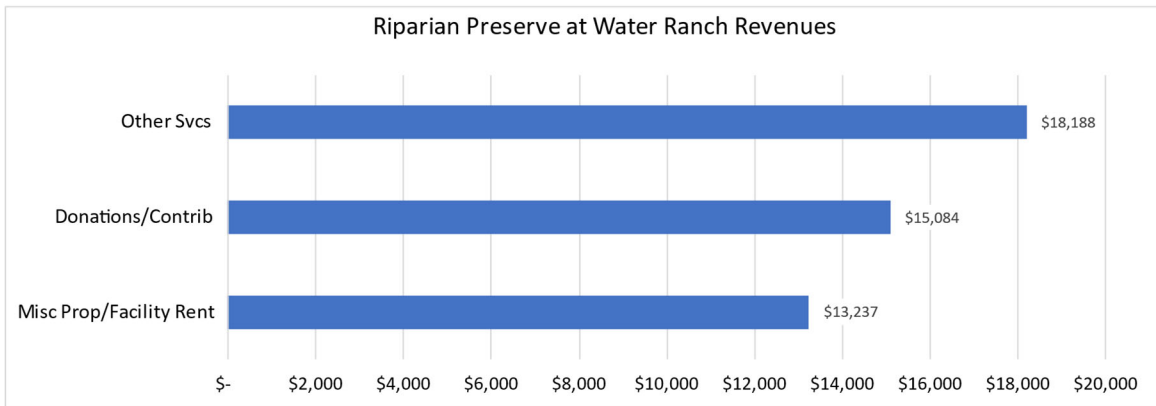 Riparian Preserve at Water Ranch Revenues
Other Svcs
$18,188
Donations/Contrib
$15,084
Misc Prop/Facility Rent
$13,237
$- $2,000 $4,000 $6,000 $8,000 $10,000 $12,000 $14,000 $16,000 $18,000 $20,000